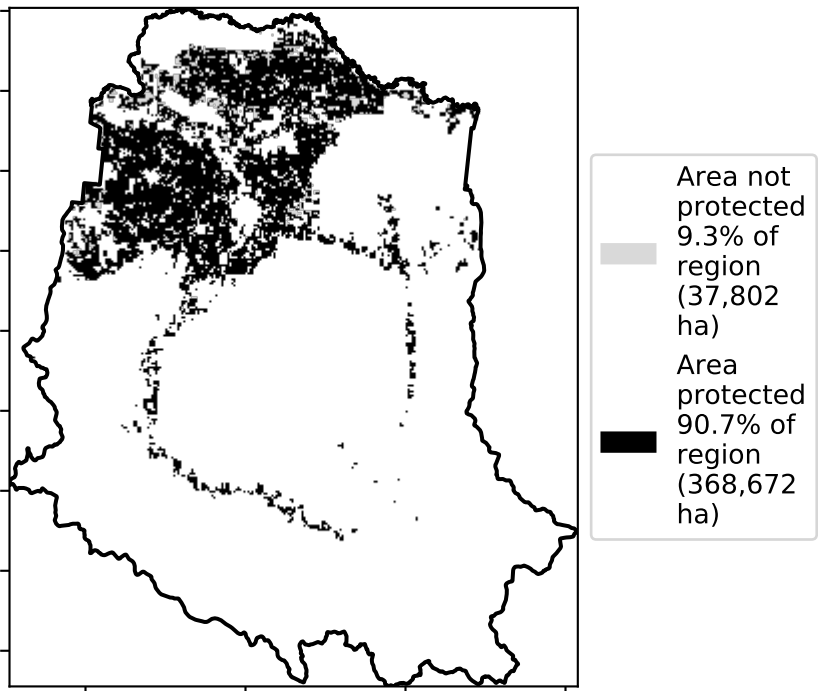 Area not
protected
9.3% of
region
(37,802
ha)
Area
protected
90.7% of
region
(368,672
ha)